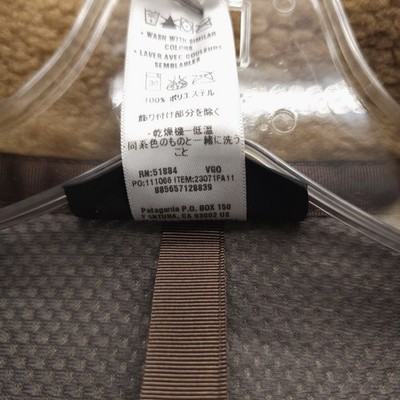 • WASH WITH SIMILAR
COLORS.
• LAVER AVEC COULEURS
SEMBLABLES
100% ポリエステル
飾り付け部分を除く
・乾燥機ー低温
・同系色のものと一緒に洗う
こと
RN:51884 VGO
PO:111066 ITEM:23071FA11
885657128839
Patagonia P.O. BOX 150
VENTURA, CA 93002 US